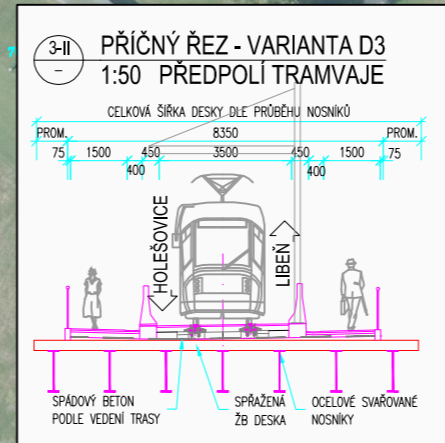 3-II
PŘÍČNÝ ŘEZ - VARIANTA D3
–
1:50 PŘEDPOLÍ TRAMVAJE
CELKOVÁ ŠÍŘKA DESKY DLE PRŮBĚHU NOSNÍKŮ
PROM. 8350 PROM.
75 1500 450 3500 450 1500 75
400 400
HOLEŠOVICE
LIBEŇ
SPÁDOVÝ BETON
PODLE VEDENÍ TRASY
SPŘAŽENÁ
ŽB DESKA
OCELOVÉ SVAŘOVANÉ
NOSNÍKY